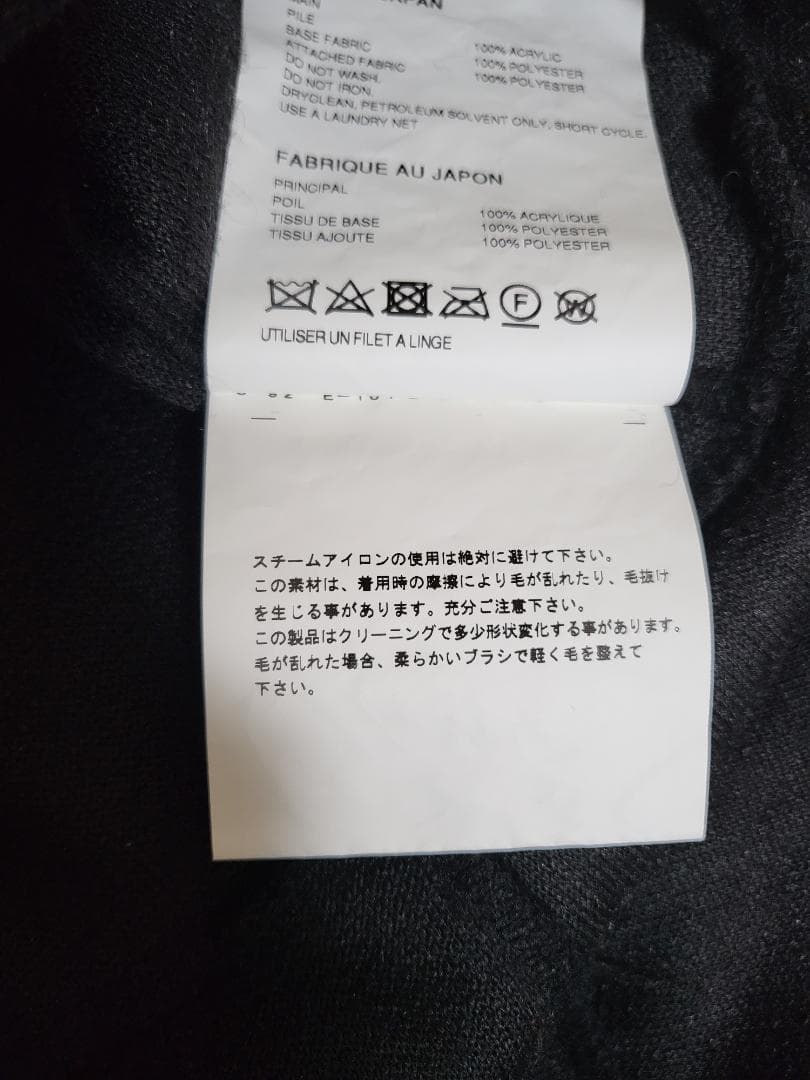 PILE 100% ACRYLIC
BASE FABRIC 100% POLYESTER
ATTACHED FABRIC 100% POLYESTER
DO NOT WASH.
DO NOT IRON.
DRYCLEAN, PETROLEUM SOLVENT ONLY, SHORT CYCLE.
USE A LAUNDRY NET
FABRIQUE AU JAPON
PRINCIPAL
POIL 100% ACRYLIQUE
TISSU DE BASE 100% POLYESTER
TISSU AJOUTE 100% POLYESTER
F W
UTILISER UN FILET A LINGE
スチームアイロンの使用は絶対に避けて下さい。
この素材は、着用時の摩擦により毛が乱れたり、毛抜け
を生じる事があります。充分ご注意下さい。
この製品はクリーニングで多少形状変化する事があります。
毛が乱れた場合、柔らかいブラシで軽く毛を整えて
下さい。